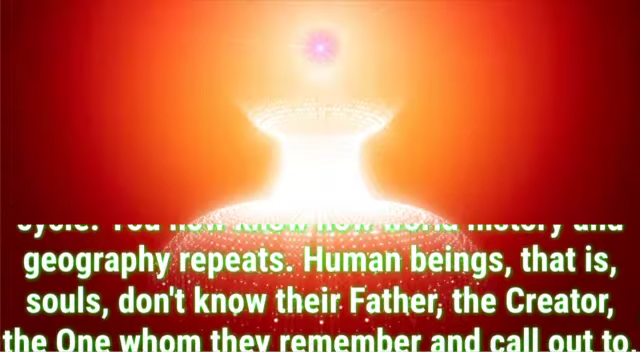 cycle. You now know how world history and
geography repeats. Human beings, that is,
souls, don't know their Father, the Creator,
the One whom they remember and call out to.